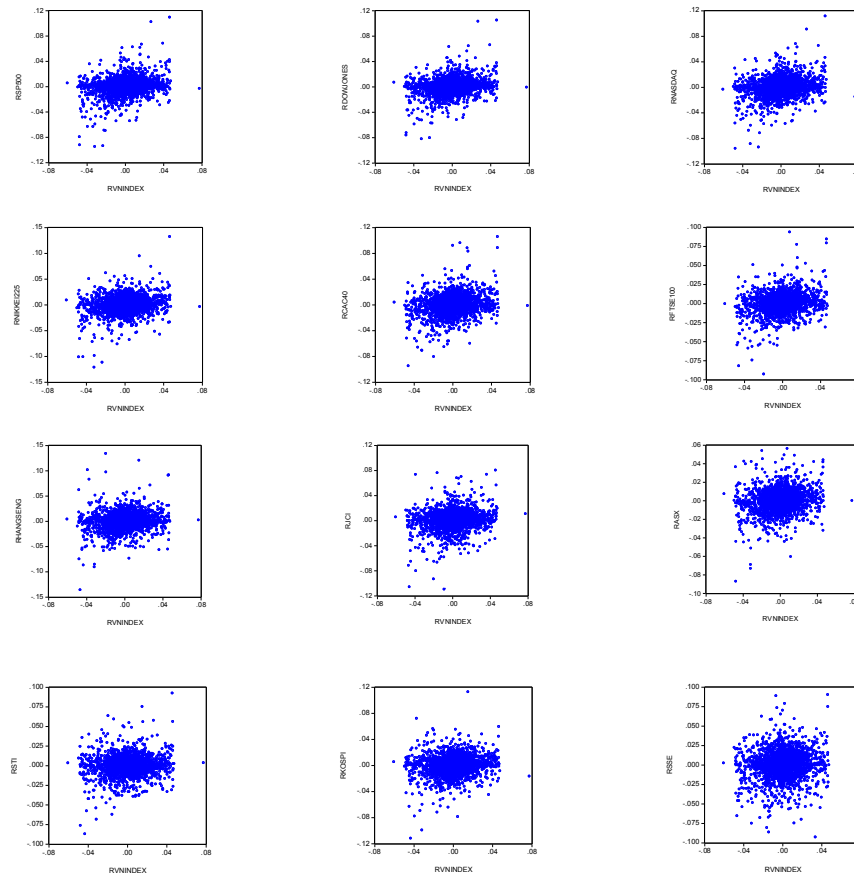 .12
.08
.04
.00
-.04
-.08
-.12
RSP500
-.08 -.04 .00 .04 .08
RVNINDEX
.12
.08
.04
.00
-.04
-.08
-.12
RDOWJONES
-.08 -.04 .00 .04 .08
RVNINDEX
.12
.08
.04
.00
-.04
-.08
-.12
RNASDAQ
-.08 -.04 .00 .04
RVNINDEX
.15
.10
.05
.00
-.05
-.10
-.15
RNIKKEI225
-.08 -.04 .00 .04 .08
RVNINDEX
.12
.08
.04
.00
-.04
-.08
-.12
RCAC40
-.08 -.04 .00 .04 .08
RVNINDEX
.100
.075
.050
.025
.000
-.025
-.050
-.075
-.100
RFTSE100
-.08 -.04 .00 .04
RVNINDEX
.15
.10
.05
.00
-.05
-.10
-.15
RHANGSENG
-.08 -.04 .00 .04 .08
RVNINDEX
.12
.08
.04
.00
-.04
-.08
-.12
RJCI
-.08 -.04 .00 .04 .08
RVNINDEX
.06
.04
.02
.00
-.02
-.04
-.06
-.08
-.10
RASX
-.08 -.04 .00 .04
RVNINDEX
.100
.075
.050
.025
.000
-.025
-.050
-.075
-.100
RSTI
-.08 -.04 .00 .04 .08
RVNINDEX
.12
.08
.04
.00
-.04
-.08
-.12
RKOSPI
-.08 -.04 .00 .04 .08
RVNINDEX
.100
.075
.050
.025
.000
-.025
-.050
-.075
-.100
RSSE
-.08 -.04 .00 .04
RVNINDEX